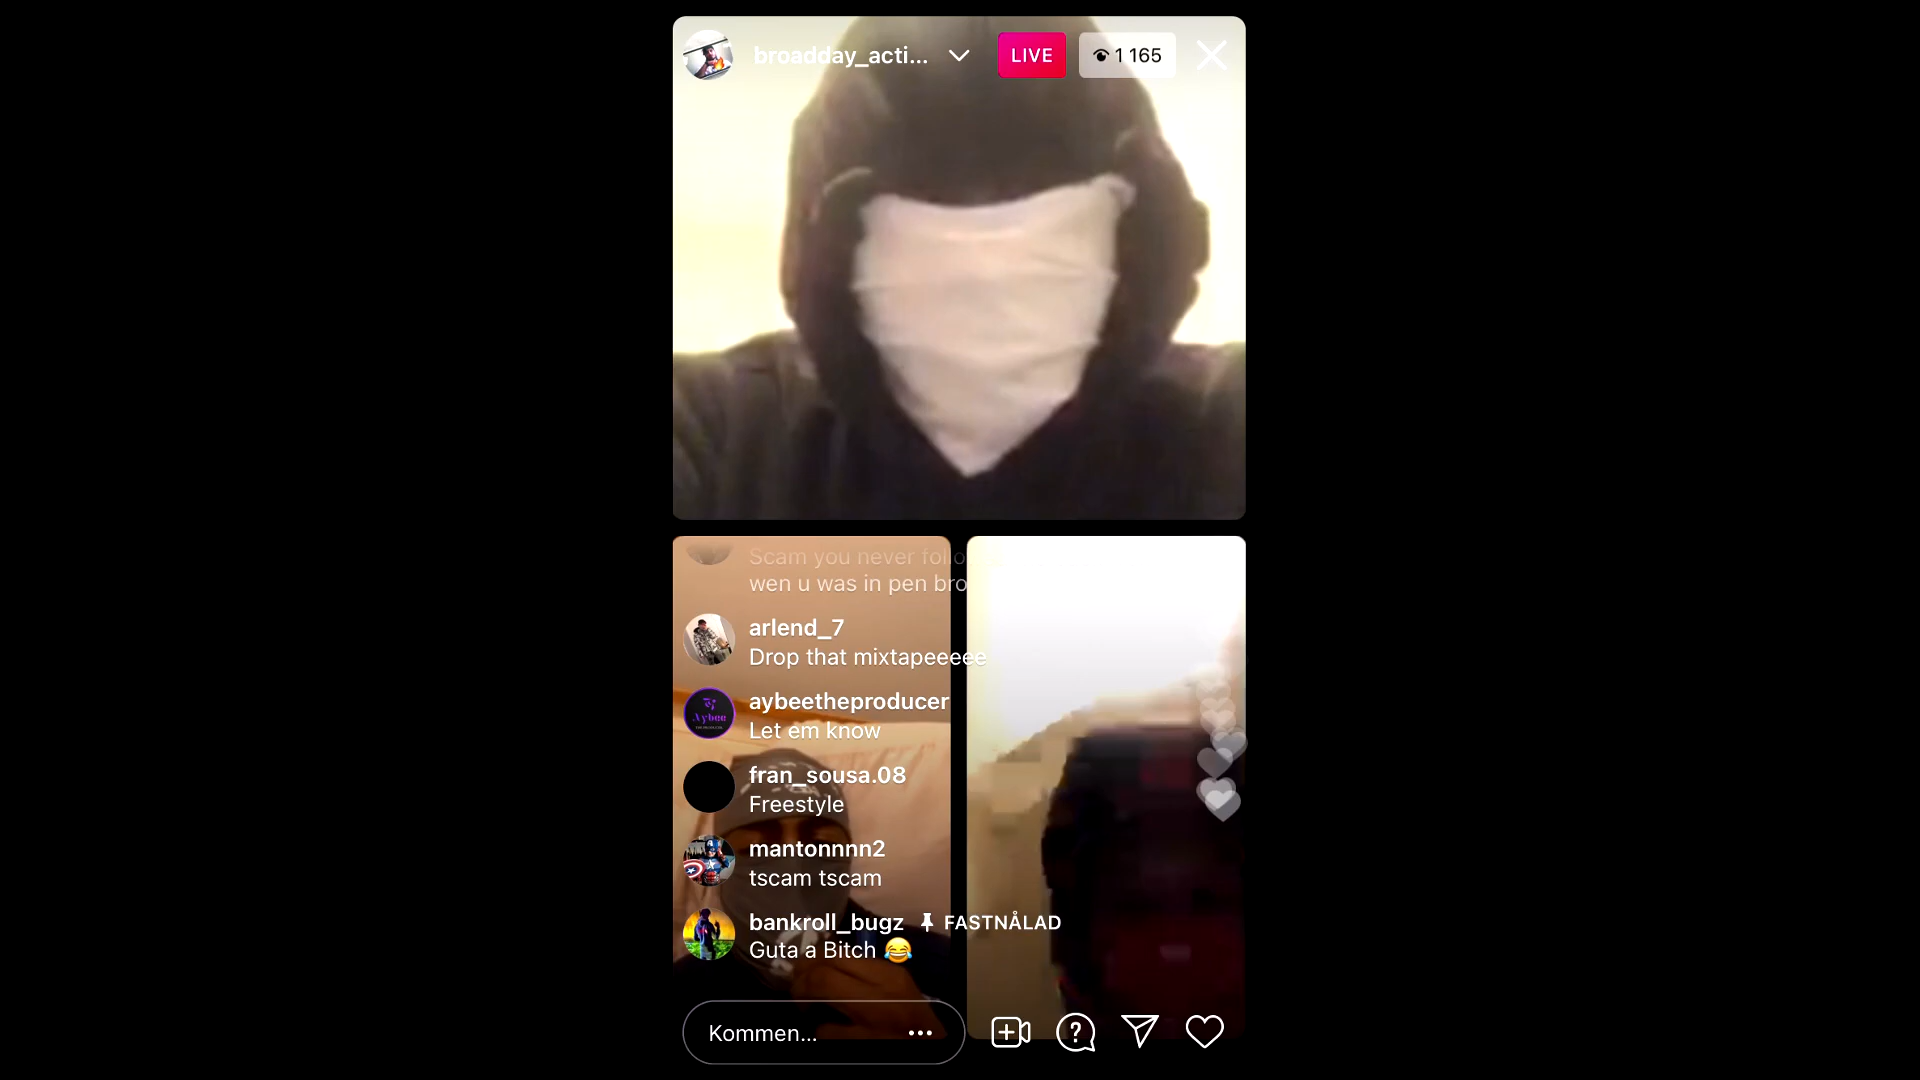 broadday_acti...
LIVE
1 165
Scam you never follo
wen u was in pen bro
arlend_7
Drop that mixtapeeeee
aybeetheproducer
Let em know
fran_sousa.08
Freestyle
mantonnnn2
tscam tscam
bankroll_bugz FASTNÅLAD
Guta a Bitch 😂
Kommen...
Aybee